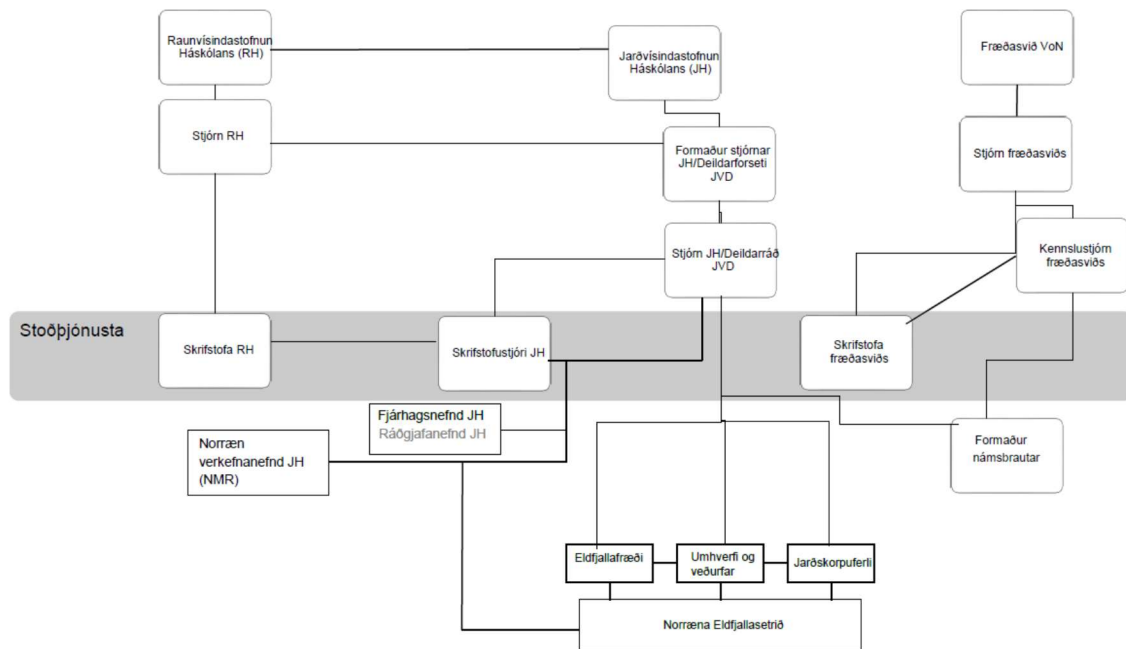 Raunvísindastofnun
Háskólans (RH)
Jarðvísindastofnun
Háskólans (JH)
Fræðasvið VoN
Stjórn RH
Formaður stjórnar
JH/Deildarforseti
JVD
Stjórn fræðasviðs
Stjórn JH/Deildarráð
JVD
Kennslustjórn
fræðasviðs
Stoðþjónusta
Skrifstofa RH
Skrifstofustjóri JH
Skrifstofa
fræðasviðs
Fjárhagsnefnd JH
Ráðgjafanefnd JH
Norræn
verkefnanefnd JH
(NMR)
Formaður
námsbrautar
Eldfjallafræði
Umhverfi og
veðurfar
Jarðskorpuferli
Norræna Eldfjallasetrið